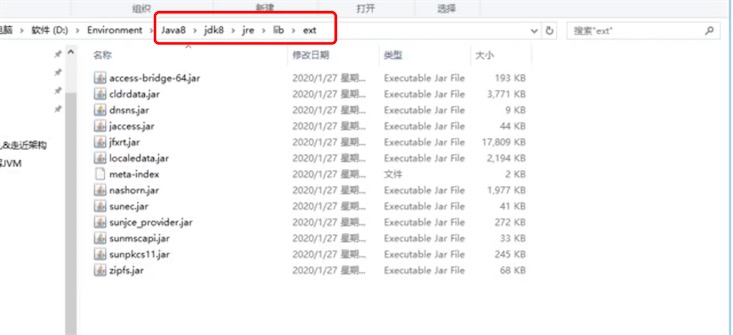 组织 新建 打开 选择
电脑 › 软件 (D:) › Environment › Java8 › jdk8 › jre › lib › ext 搜索"ext"
名称 修改日期 类型 大小
access-bridge-64.jar 2020/1/27 星期... Executable Jar File 193 KB
cldrdata.jar 2020/1/27 星期... Executable Jar File 3,771 KB
dnsns.jar 2020/1/27 星期... Executable Jar File 9 KB
jaccess.jar 2020/1/27 星期... Executable Jar File 44 KB
jfxrt.jar 2020/1/27 星期... Executable Jar File 17,809 KB
,&走近架构
localedata.jar 2020/1/27 星期... Executable Jar File 2,194 KB
JVM
meta-index 2020/1/27 星期... 文件 2 KB
nashorn.jar 2020/1/27 星期... Executable Jar File 1,977 KB
sunec.jar 2020/1/27 星期... Executable Jar File 41 KB
sunjce_provider.jar 2020/1/27 星期... Executable Jar File 272 KB
sunmscapi.jar 2020/1/27 星期... Executable Jar File 33 KB
sunpkcs11.jar 2020/1/27 星期... Executable Jar File 245 KB
zipfs.jar 2020/1/27 星期... Executable Jar File 68 KB